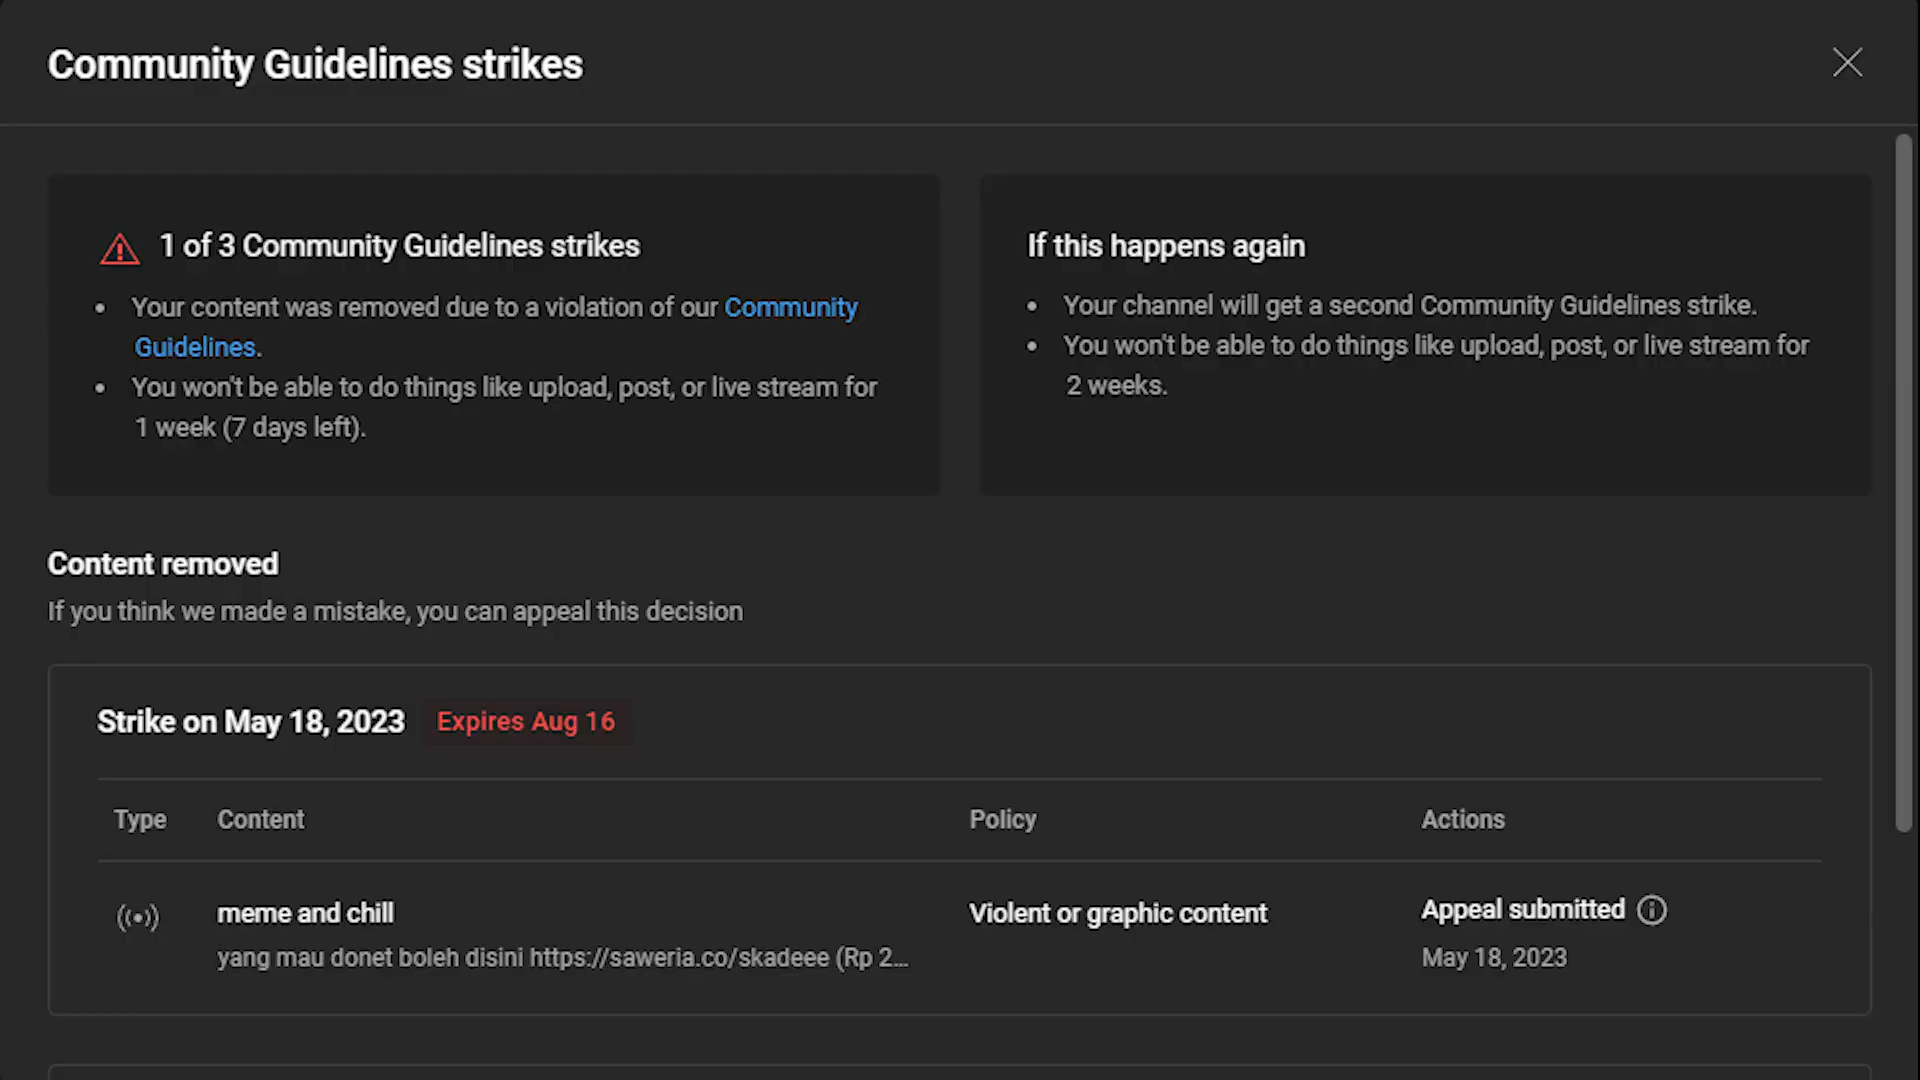 Community Guidelines strikes
1 of 3 Community Guidelines strikes
• Your content was removed due to a violation of our Community
Guidelines.
• You won't be able to do things like upload, post, or live stream for
1 week (7 days left).
If this happens again
• Your channel will get a second Community Guidelines strike.
• You won't be able to do things like upload, post, or live stream for
2 weeks.
Content removed
If you think we made a mistake, you can appeal this decision
Strike on May 18, 2023 Expires Aug 16
Type Content Policy Actions
meme and chill Violent or graphic content Appeal submitted
yang mau donet boleh disini https://saweria.co/skadeee (Rp 2... May 18, 2023